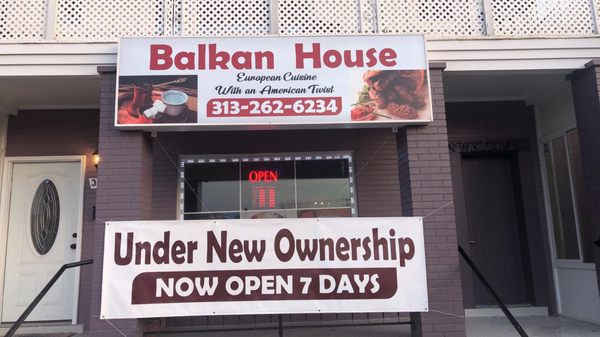 Balkan House
European Cuisine
With an American Twist
313-262-6234
OPEN
Under New Ownership
NOW OPEN 7 DAYS